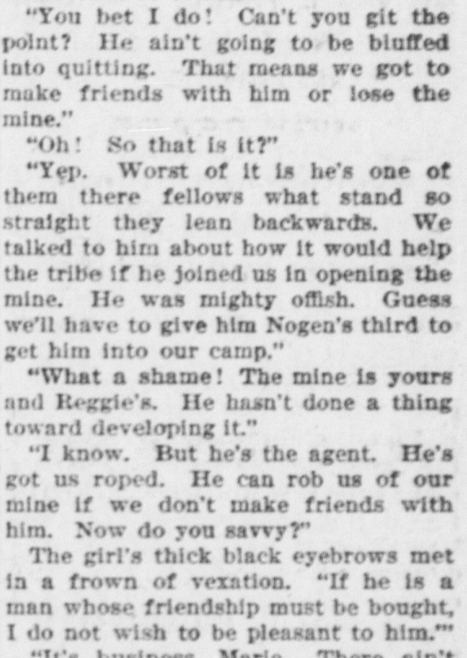 "You bet I do! Can't you git the
point? He ain't going to be bluffed
into quitting. That means we got to
make friends with him or lose the
mine."
"Oh! So that is it?"
"Yep. Worst of it is he's one of
them there fellows what stand so
straight they lean backwards. We
talked to him about how it would help
the tribe if he joined us in opening the
mine. He was mighty offish. Guess
we'll have to give him Nogen's third to
get him into our camp."
"What a shame! The mine is yours
and Reggie's. He hasn't done a thing
toward developing it."
"I know. But he's the agent. He's
got us roped. He can rob us of our
mine if we don't make friends with
him. Now do you savvy?"
The girl's thick black eyebrows met
in a frown of vexation. "If he is a
man whose friendship must be bought,
I do not wish to be pleasant to him.'"
"It's business, Marie. There ain't